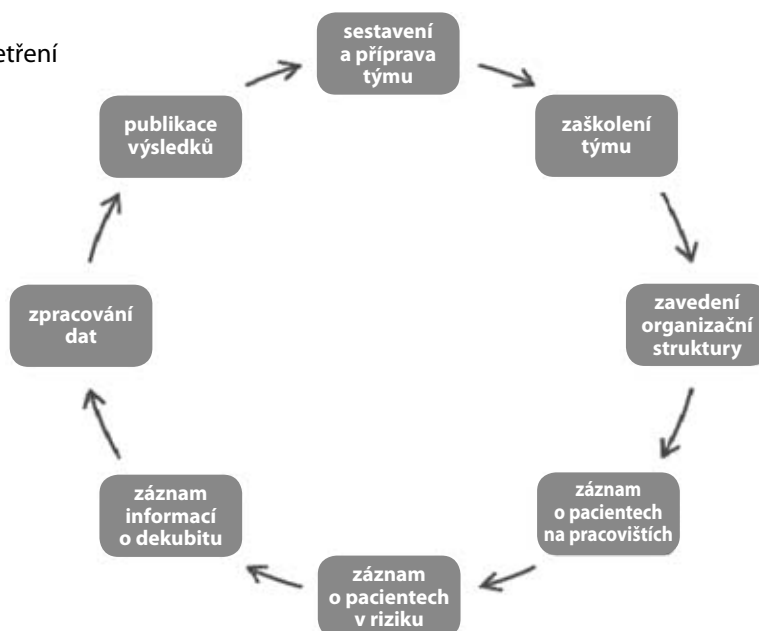 etření
sestavení
a příprava
týmu
zaškolení
týmu
zavedení
organizační
struktury
záznam
o pacientech
na pracovištích
záznam
o pacientech
v riziku
záznam
informací
o dekubitu
zpracování
dat
publikace
výsledků